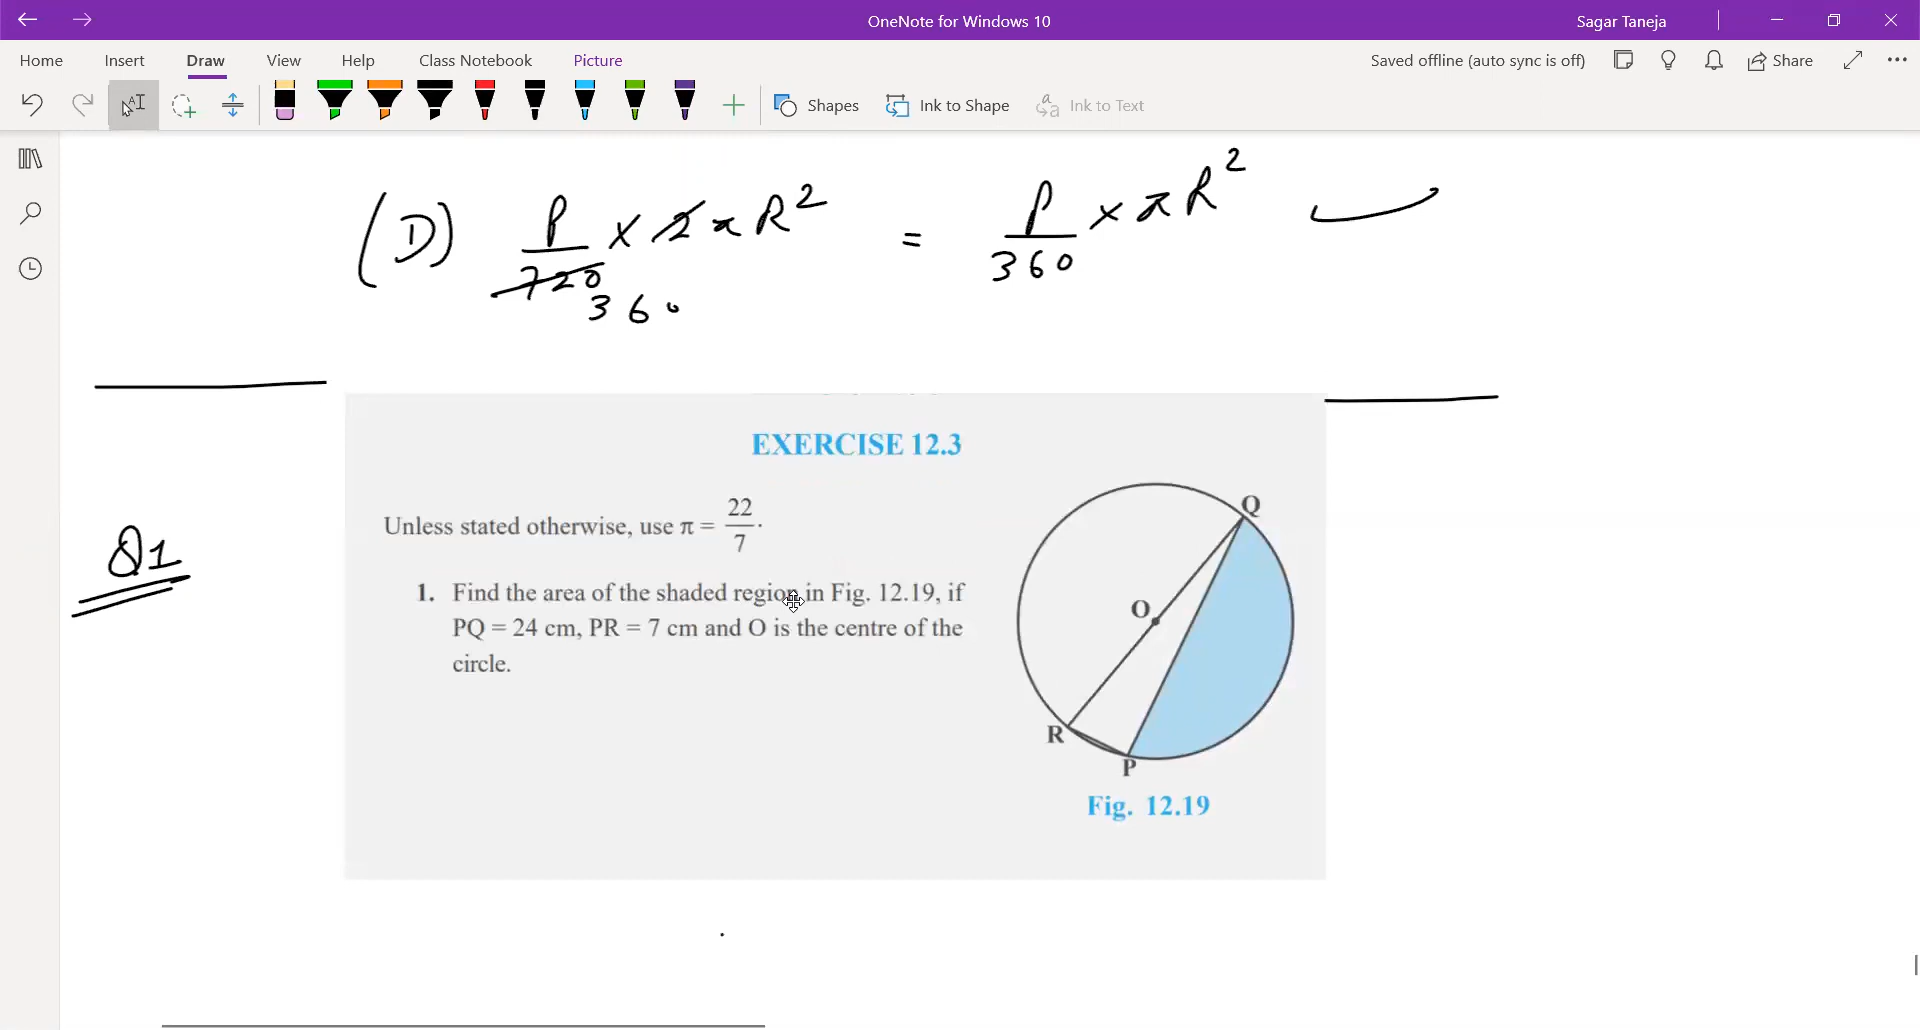 OneNote for Windows 10
Sagar Taneja
Home Insert Draw View Help Class Notebook Picture
Saved offline (auto sync is off) Share
Shapes Ink to Shape Ink to Text
(D) P/720 × 2πR² = P/360 × πR²
360
EXERCISE 12.3
Unless stated otherwise, use π = 22/7.
Q1
1. Find the area of the shaded region in Fig. 12.19, if
PQ = 24 cm, PR = 7 cm and O is the centre of the
circle.
Q
O
R
P
Fig. 12.19